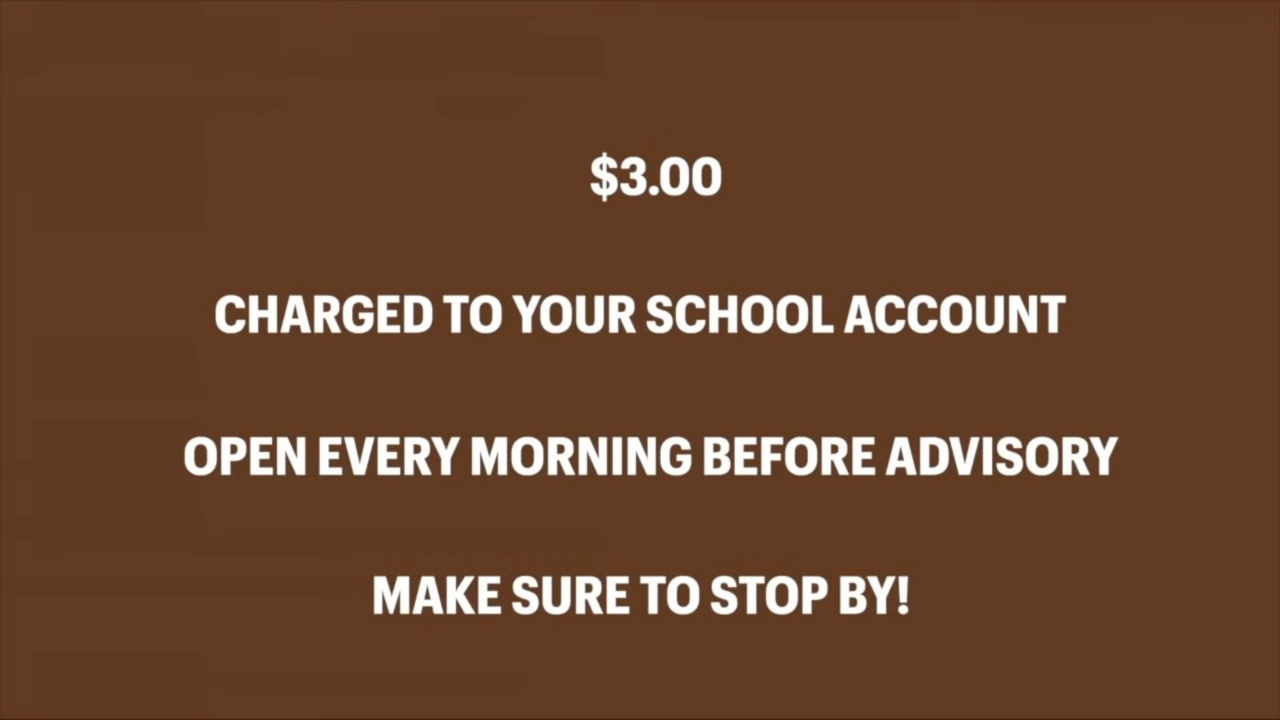 $3.00
CHARGED TO YOUR SCHOOL ACCOUNT
OPEN EVERY MORNING BEFORE ADVISORY
MAKE SURE TO STOP BY!